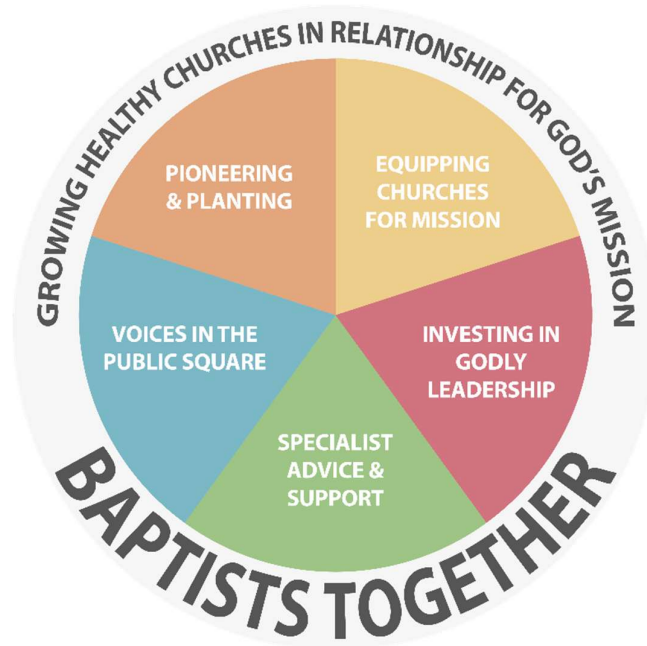 GROWING HEALTHY CHURCHES IN RELATIONSHIP FOR GOD'S MISSION
PIONEERING
& PLANTING
EQUIPPING
CHURCHES
FOR MISSION
VOICES IN THE
PUBLIC SQUARE
INVESTING IN
GODLY
LEADERSHIP
SPECIALIST
ADVICE &
SUPPORT
BAPTISTS TOGETHER